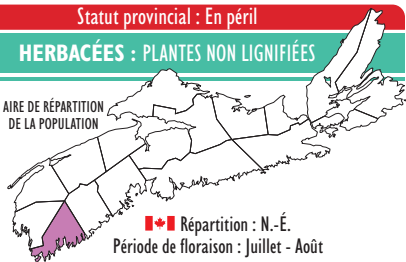 Statut provincial : En péril
HERBACÉES : PLANTES NON LIGNIFIÉES
AIRE DE RÉPARTITION
DE LA POPULATION
Répartition : N.-É.
Période de floraison : Juillet - Août